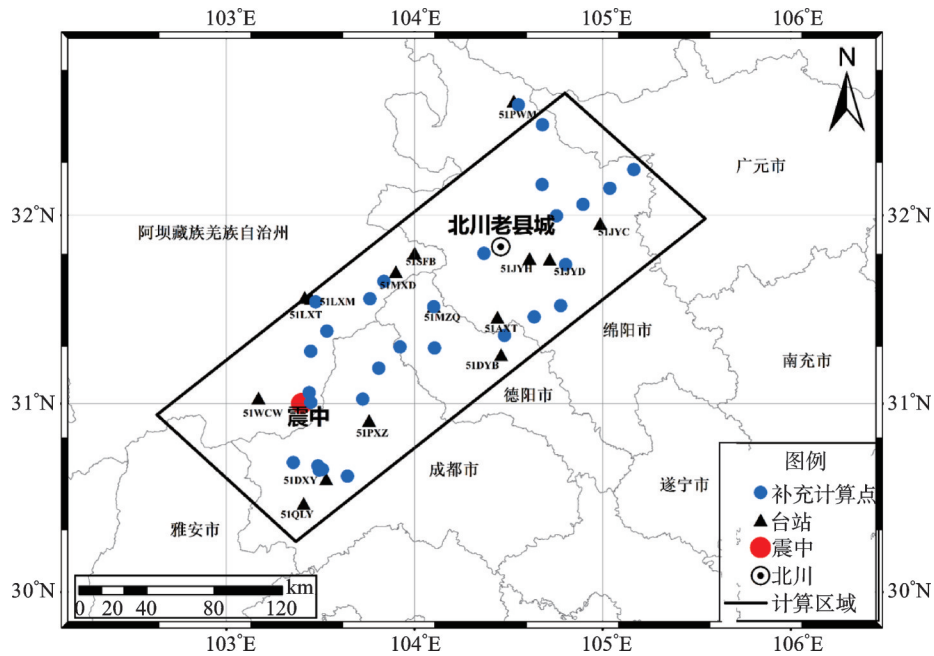 103°E 104°E 105°E 106°E
N
51PWM
广元市
32°N 32°N
阿坝藏族羌族自治州
北川老县城
51JYC
51SFB
51JYH 51JYD
51MXD
51LXM
51LXT
51MZQ
51AXT
绵阳市
51DYB
南充市
德阳市
31°N 31°N
51WCW
震中
51PXZ
成都市
图例
51DXY
遂宁市
补充计算点
51QLY
台站
雅安市
震中
北川
计算区域
30°N 30°N
km
0 20 40 80 120
103°E 104°E 105°E 106°E